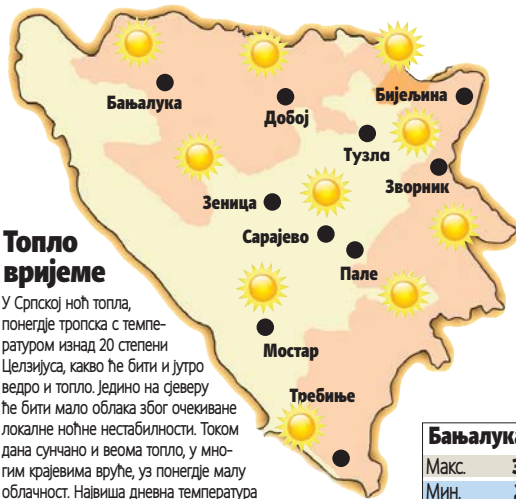 Бањалука
Добој
Бијељина
Тузла
Зворник
Зеница
Сарајево
Пале
Мостар
Требиње
Топло
вријеме
У Српској ноћ топла,
понегдје тропска с темпе-
ратуром изнад 20 степени
Целзијуса, какво ће бити и јутро
ведро и топло. Једино на сјеверу
ће бити мало облака због очекиване
локалне ноћне нестабилности. Током
дана сунчано и веома топло, у мно-
гим крајевима вруће, уз понегдје малу
облачност. Највиша дневна температура
Бањалука
Макс.
Мин.